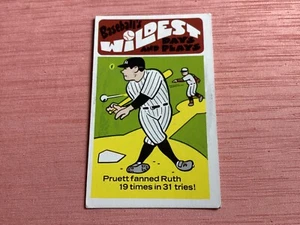 Baseball's
WiLDEST
DAYS
AND PLAYS
Pruett fanned Ruth
19 times in 31 tries!